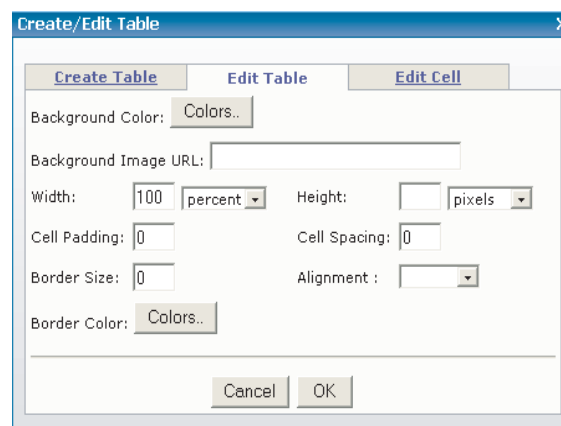 Create/Edit Table
Create Table Edit Table Edit Cell
Background Color: Colors..
Background Image URL:
Width: 100 percent Height: pixels
Cell Padding: 0 Cell Spacing: 0
Border Size: 0 Alignment :
Border Color: Colors..
Cancel OK